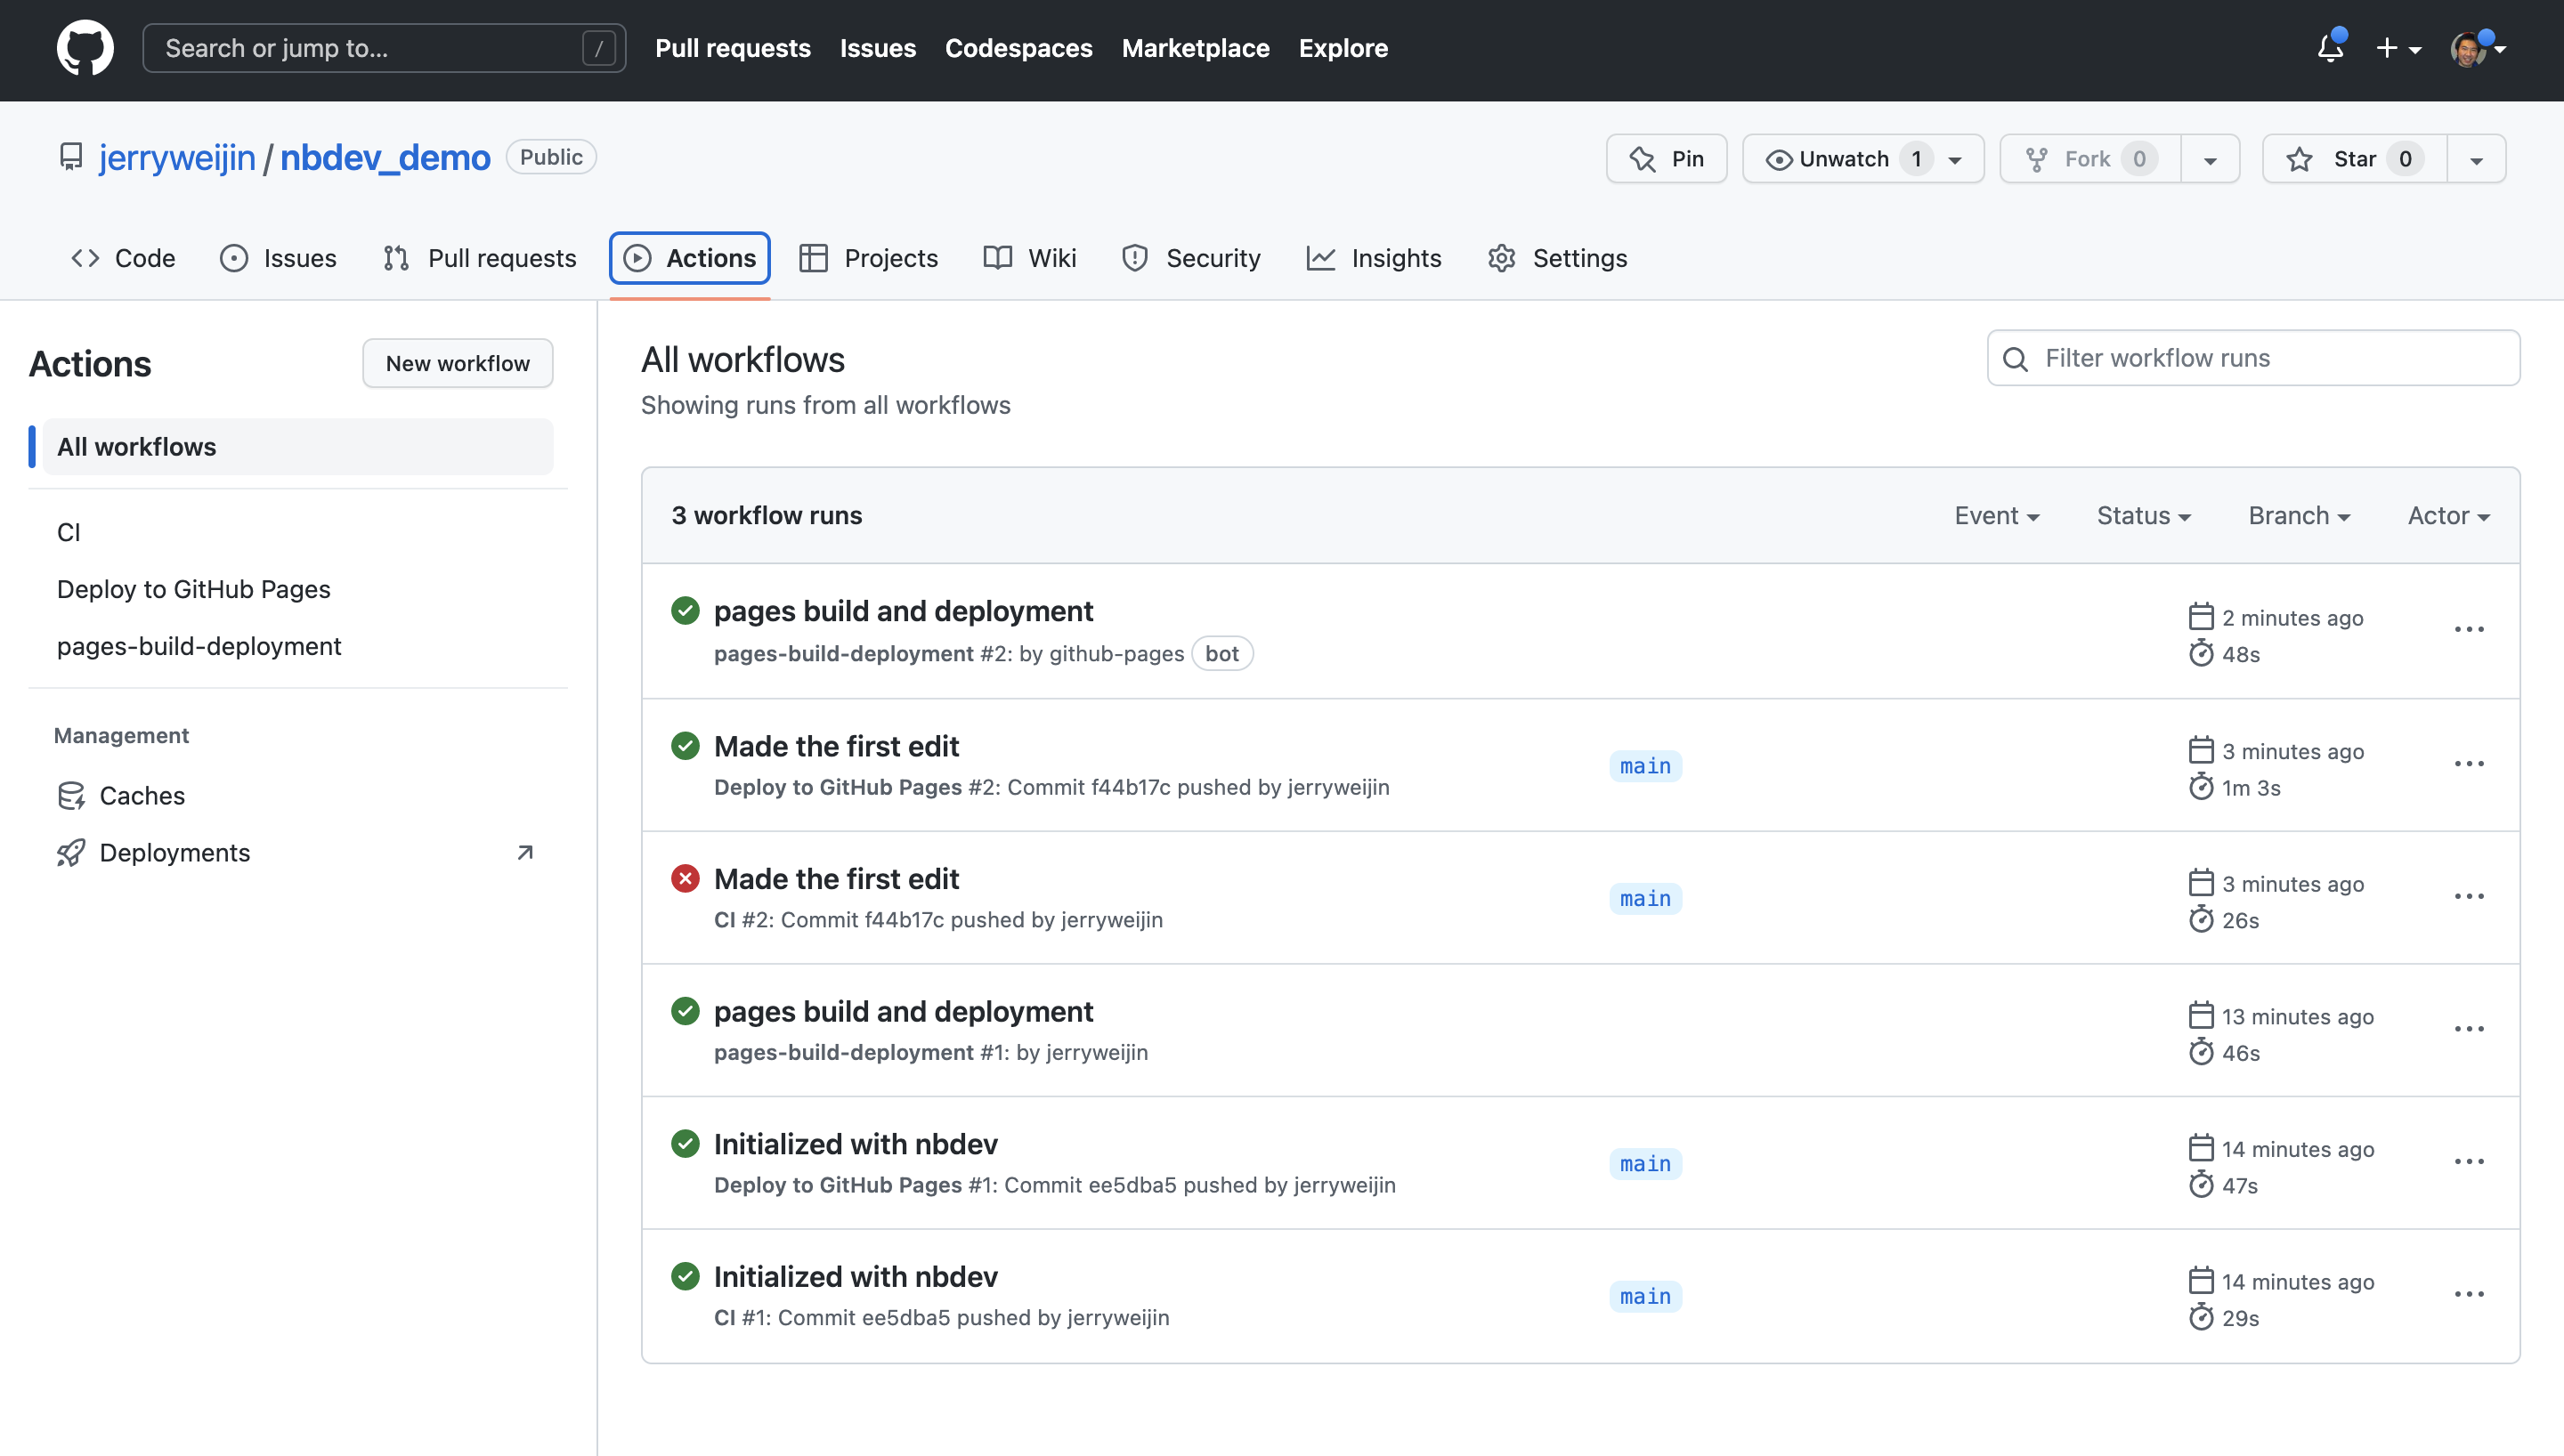 Search or jump to... /
Pull requests Issues Codespaces Marketplace Explore
jerryweijin / nbdev_demo Public
Pin Unwatch 1 Fork 0 Star 0
Code Issues Pull requests Actions Projects Wiki Security Insights Settings
Actions
New workflow
All workflows
CI
Deploy to GitHub Pages
pages-build-deployment
Management
Caches
Deployments
All workflows
Showing runs from all workflows
Filter workflow runs
3 workflow runs
Event Status Branch Actor
pages build and deployment
pages-build-deployment #2: by github-pages bot
2 minutes ago
48s
Made the first edit
Deploy to GitHub Pages #2: Commit f44b17c pushed by jerryweijin
main
3 minutes ago
1m 3s
Made the first edit
CI #2: Commit f44b17c pushed by jerryweijin
main
3 minutes ago
26s
pages build and deployment
pages-build-deployment #1: by jerryweijin
13 minutes ago
46s
Initialized with nbdev
Deploy to GitHub Pages #1: Commit ee5dba5 pushed by jerryweijin
main
14 minutes ago
47s
Initialized with nbdev
CI #1: Commit ee5dba5 pushed by jerryweijin
main
14 minutes ago
29s